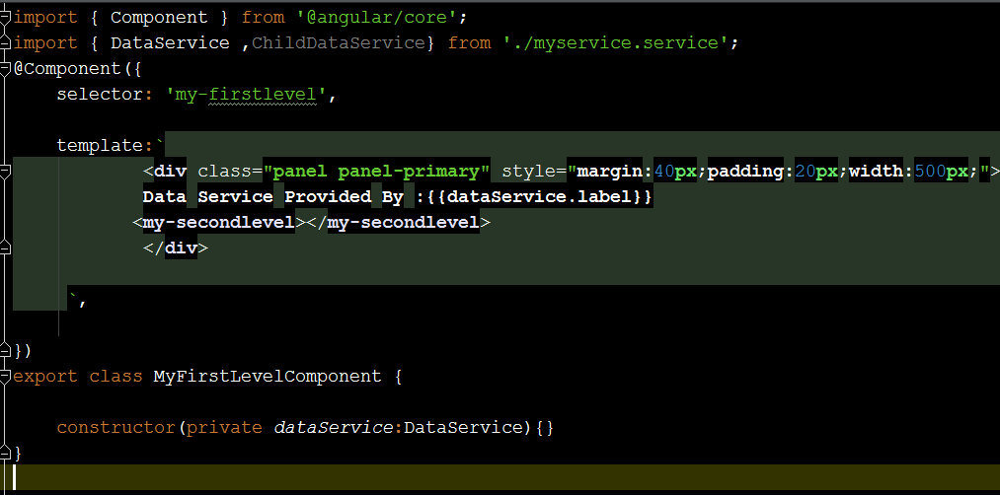 import { Component } from '@angular/core';
import { DataService ,ChildDataService} from './myservice.service';
@Component({
    selector: 'my-firstlevel',
    template:`
            <div class="panel panel-primary" style="margin:40px;padding:20px;width:500px;">
            Data Service Provided By :{{dataService.label}}
           <my-secondlevel></my-secondlevel>
            </div>
     `,
})
export class MyFirstLevelComponent {
    constructor(private dataService:DataService){}
}